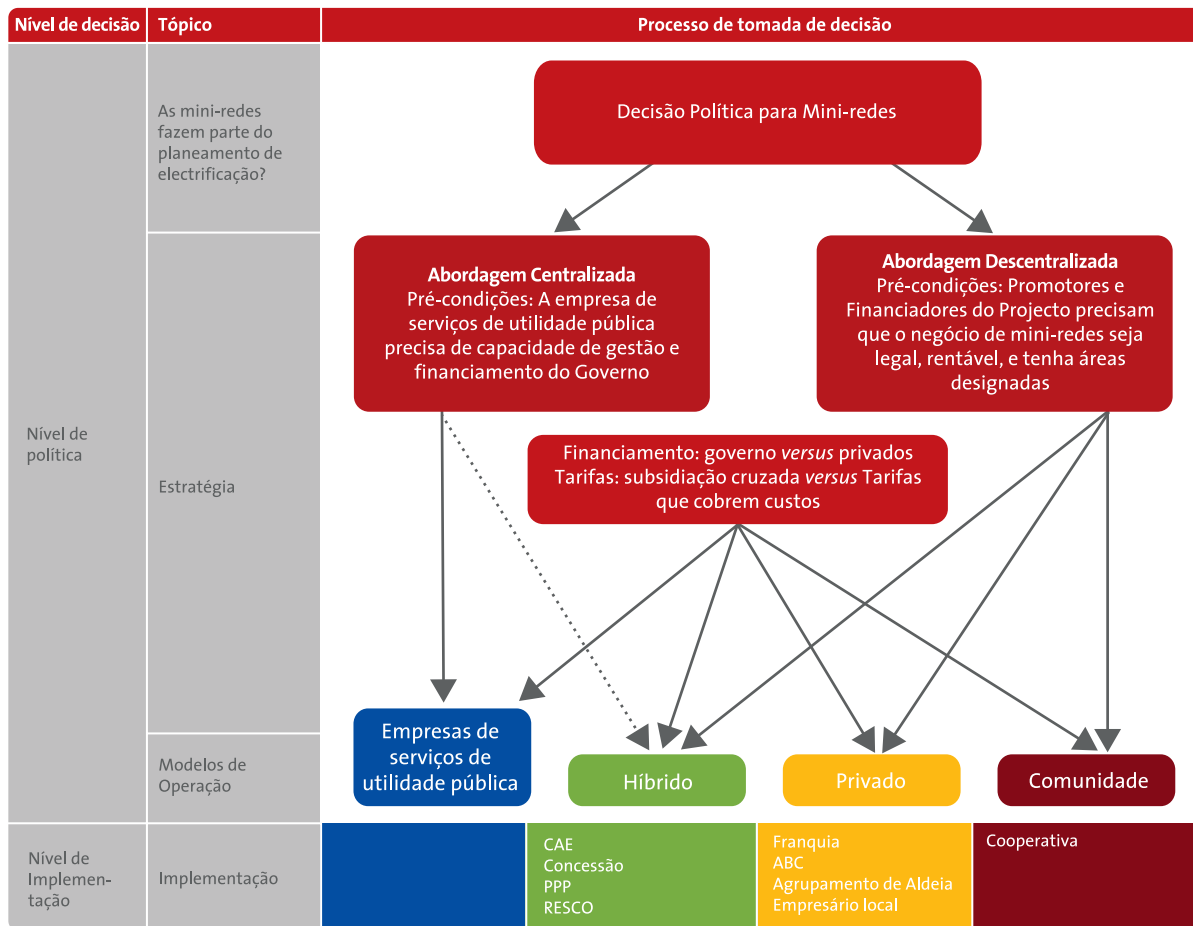 Nível de decisão
Tópico
Processo de tomada de decisão
As mini-redes
fazem parte do
planeamento de
electrificação?
Decisão Política para Mini-redes
Abordagem Centralizada
Pré-condições: A empresa de
serviços de utilidade pública
precisa de capacidade de gestão e
financiamento do Governo
Abordagem Descentralizada
Pré-condições: Promotores e
Financiadores do Projecto precisam
que o negócio de mini-redes seja
legal, rentável, e tenha áreas
designadas
Nível de
política
Estratégia
Financiamento: governo versus privados
Tarifas: subsidiação cruzada versus Tarifas
que cobrem custos
Modelos de
Operação
Empresas de
serviços de
utilidade pública
Híbrido
Privado
Comunidade
Nível de
Implemen-
tação
Implementação
CAE
Concessão
PPP
RESCO
Franquia
ABC
Agrupamento de Aldeia
Empresário local
Cooperativa